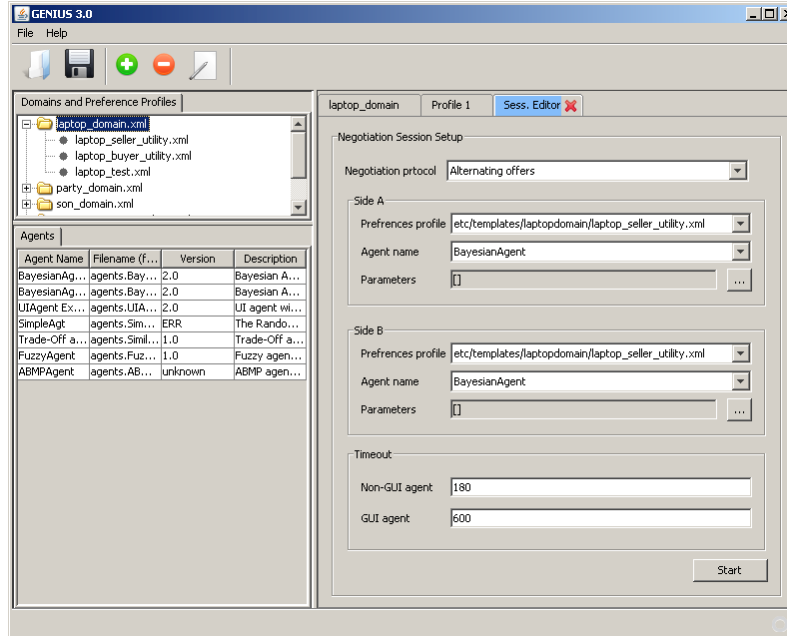 GENIUS 3.0
File Help
Domains and Preference Profiles
laptop_domain.xml
laptop_seller_utility.xml
laptop_buyer_utility.xml
laptop_test.xml
party_domain.xml
son_domain.xml
Agents
Agent Name Filename (f... Version Description
BayesianAg... agents.Bay... 2.0 Bayesian A...
BayesianAg... agents.Bay... 2.0 Bayesian A...
UIAgent Ex... agents.UIA... 2.0 UI agent wi...
SimpleAgt agents.Sim... ERR The Rando...
Trade-Off a... agents.Simil... 1.0 Trade-Off a...
FuzzyAgent agents.Fuz... 1.0 Fuzzy agen...
ABMPAgent agents.AB... unknown ABMP agen...
laptop_domain Profile 1 Sess. Editor
Negotiation Session Setup
Negotiation prtocol Alternating offers
Side A
Prefrences profile etc/templates/laptopdomain/laptop_seller_utility.xml
Agent name BayesianAgent
Parameters [] ...
Side B
Prefrences profile etc/templates/laptopdomain/laptop_seller_utility.xml
Agent name BayesianAgent
Parameters [] ...
Timeout
Non-GUI agent 180
GUI agent 600
Start